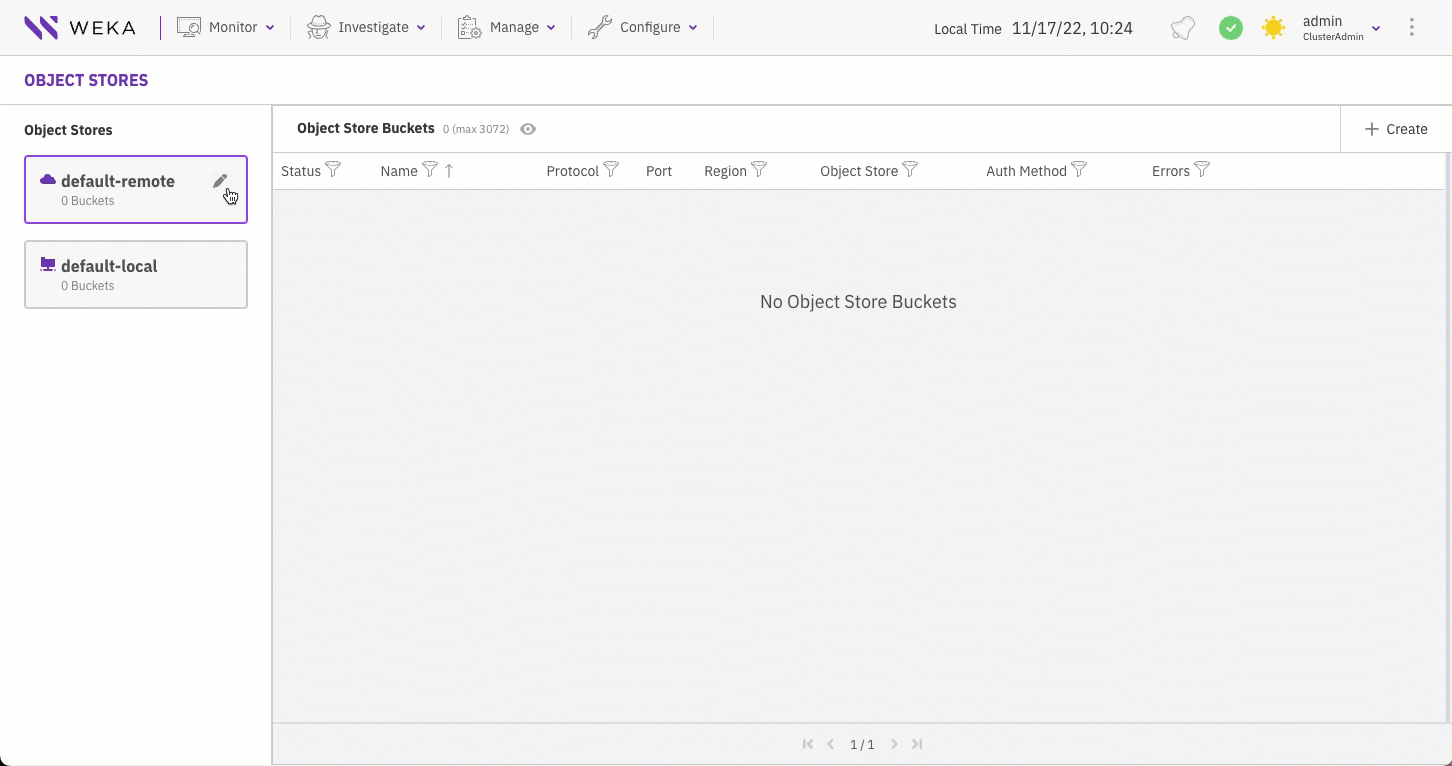 WEKA
Monitor
Investigate
Manage
Configure
Local Time 11/17/22, 10:24
admin
ClusterAdmin
OBJECT STORES
Object Stores
default-remote
0 Buckets
default-local
0 Buckets
Object Store Buckets 0 (max 3072)
Create
Status Name Protocol Port Region Object Store Auth Method Errors
No Object Store Buckets
1 / 1